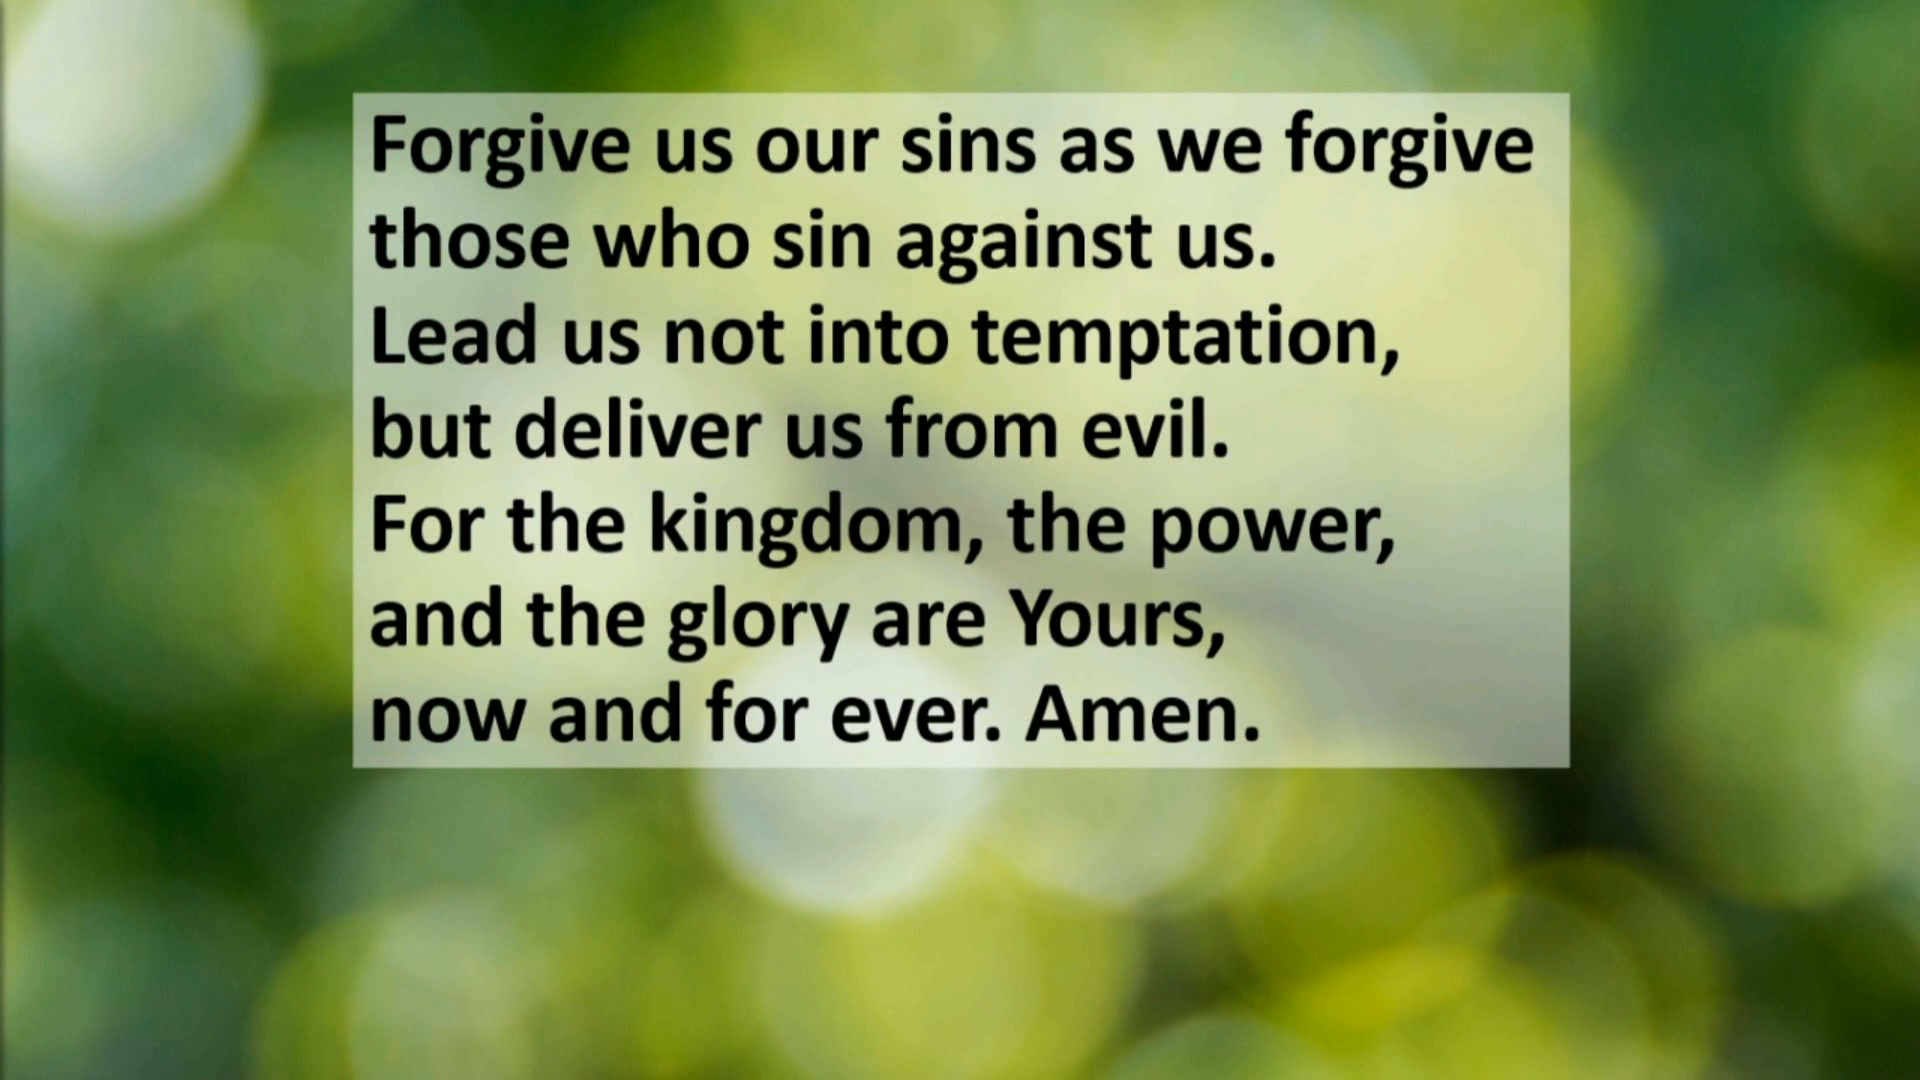 Forgive us our sins as we forgive
those who sin against us.
Lead us not into temptation,
but deliver us from evil.
For the kingdom, the power,
and the glory are Yours,
now and for ever. Amen.